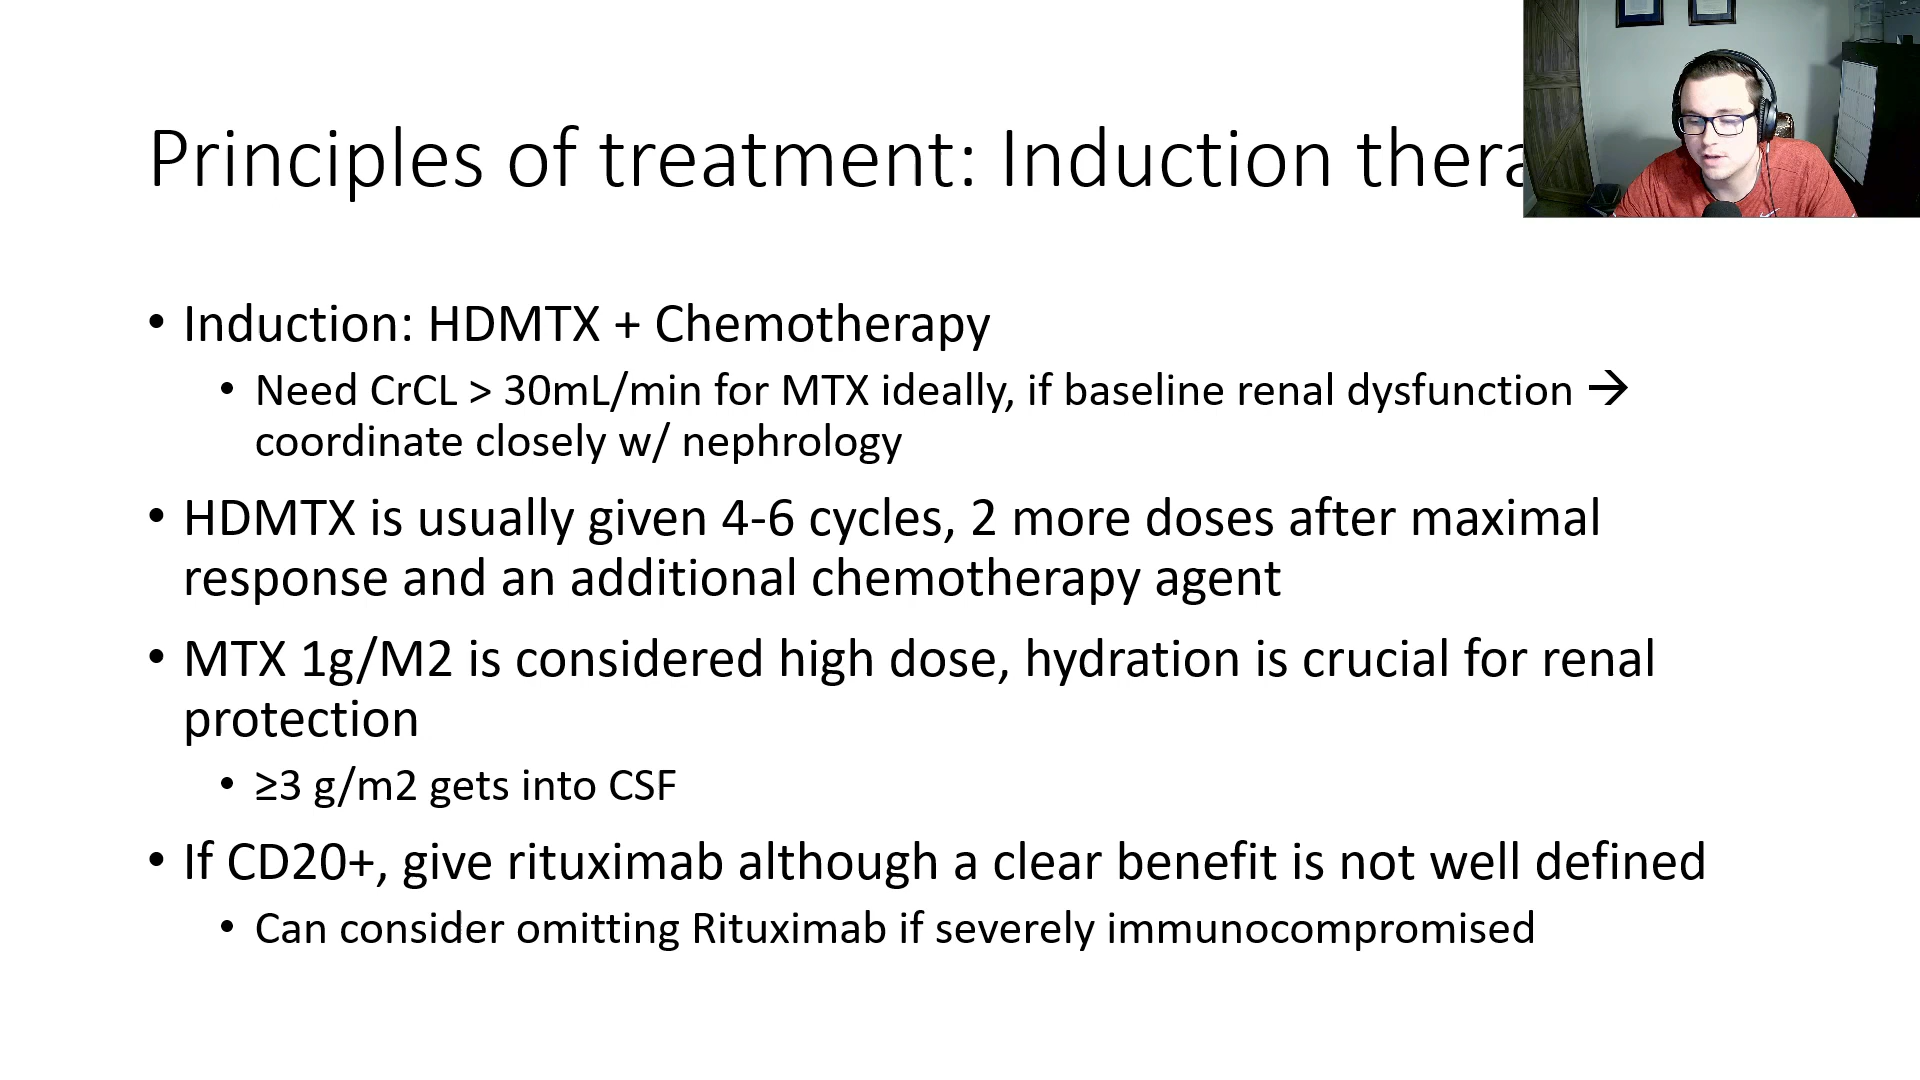 Principles of treatment: Induction thera
• Induction: HDMTX + Chemotherapy
• Need CrCL > 30mL/min for MTX ideally, if baseline renal dysfunction →
coordinate closely w/ nephrology
• HDMTX is usually given 4-6 cycles, 2 more doses after maximal
response and an additional chemotherapy agent
• MTX 1g/M2 is considered high dose, hydration is crucial for renal
protection
• ≥3 g/m2 gets into CSF
• If CD20+, give rituximab although a clear benefit is not well defined
• Can consider omitting Rituximab if severely immunocompromised